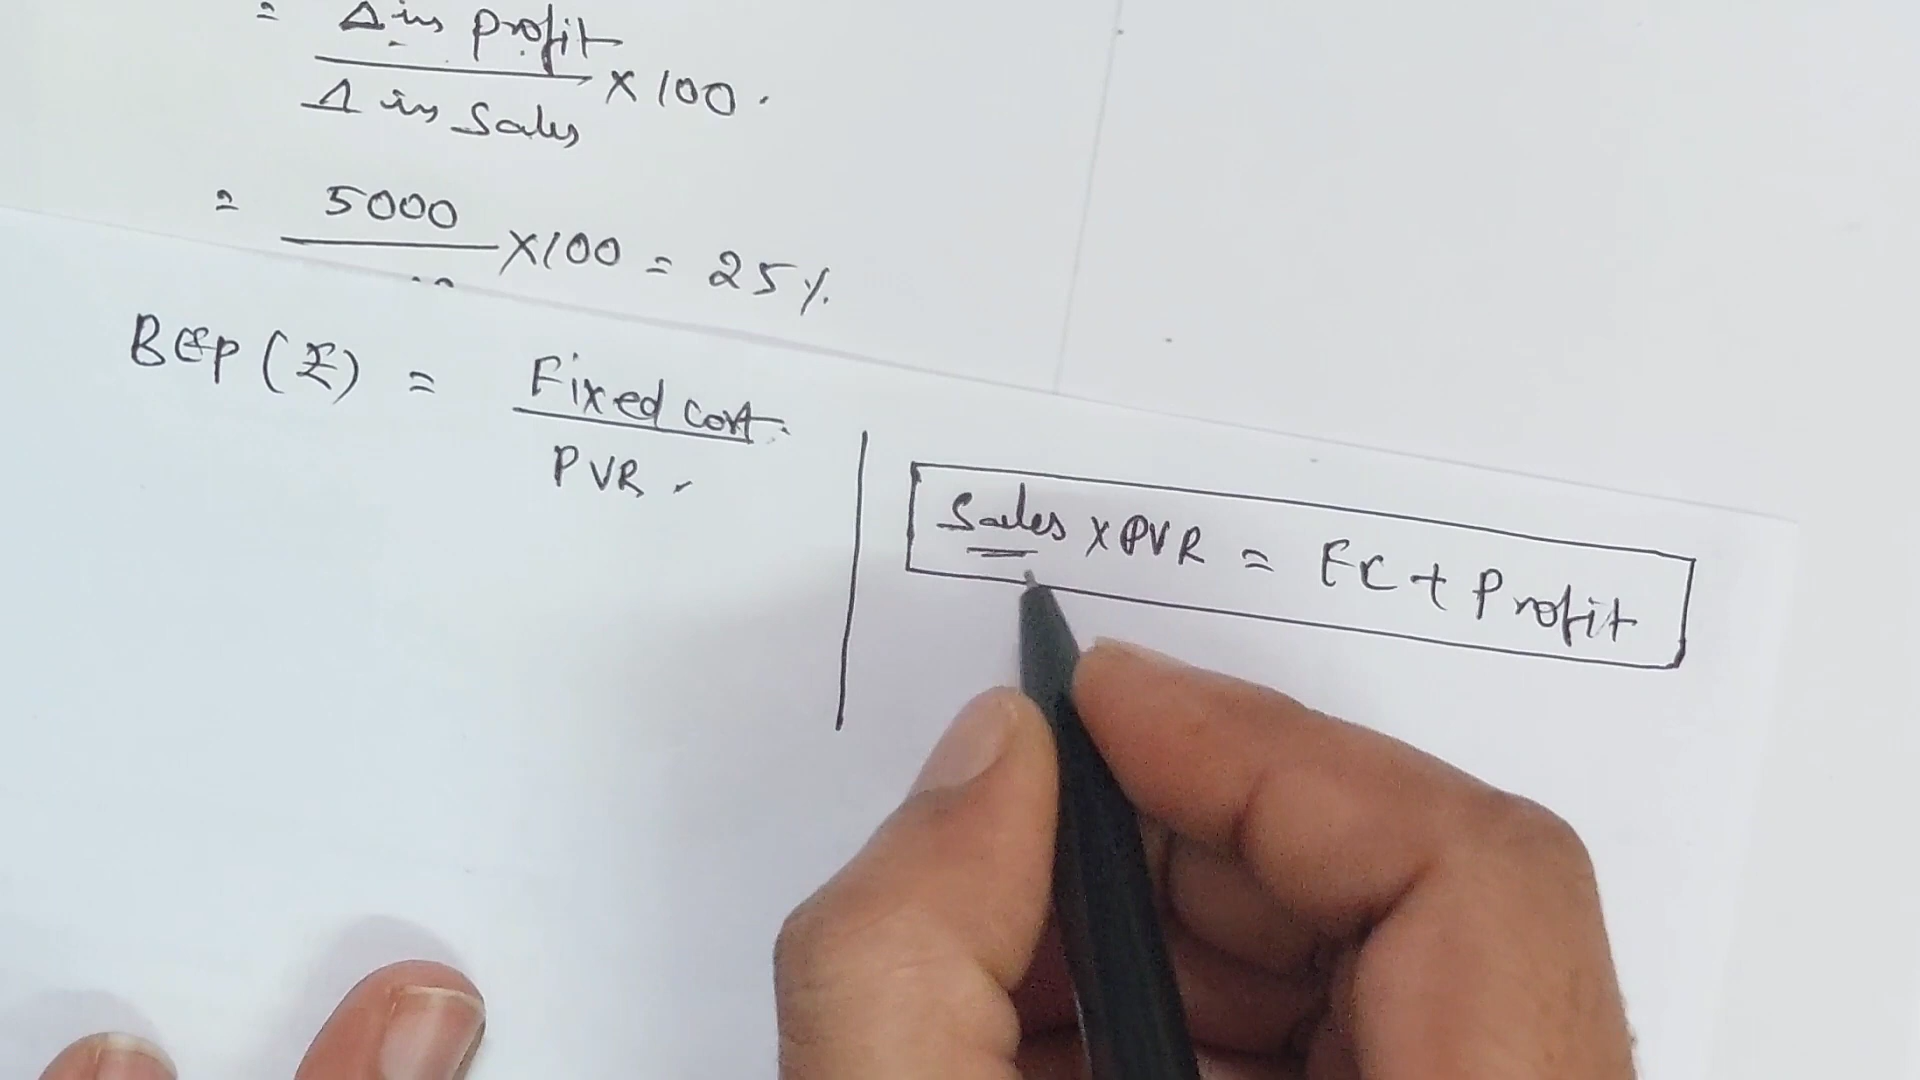 = Δ in profit
Δ in Sales
× 100.
= 5000
× 100 = 25%
BEP (₹) = Fixed cost
PVR
Sales × PVR = FC + Profit